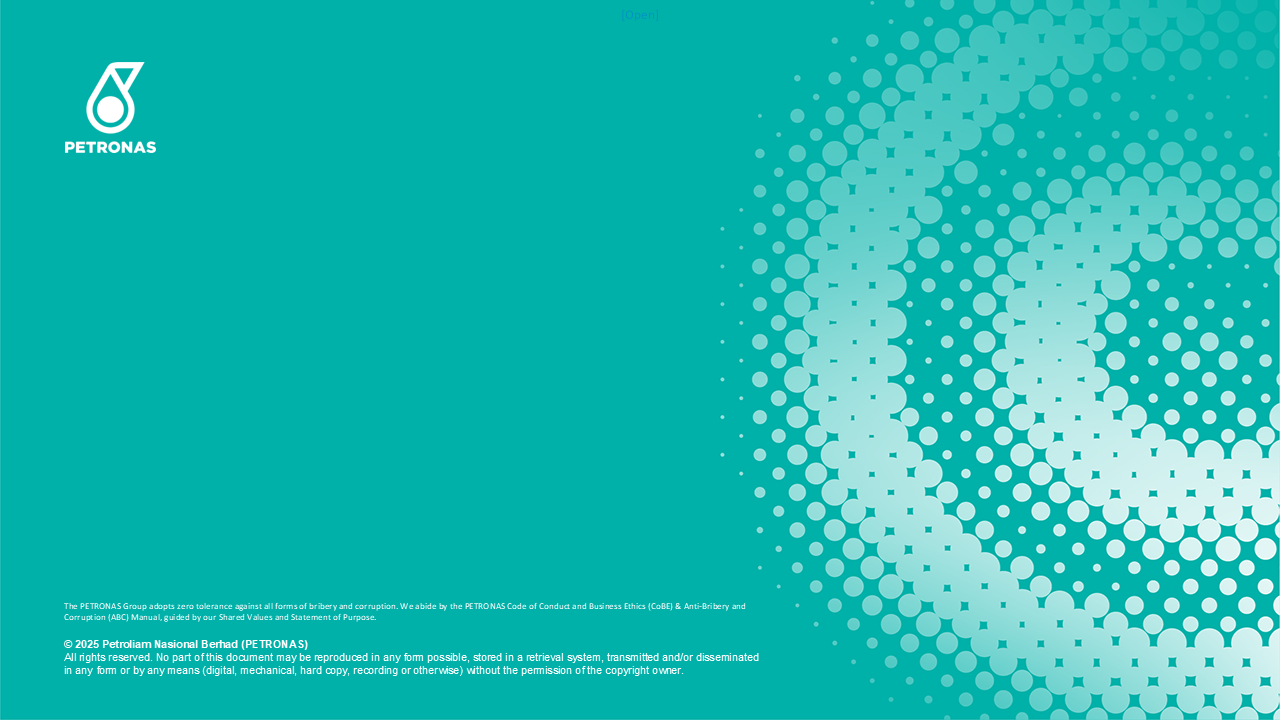 [Open]
PETRONAS
The PETRONAS Group adopts zero tolerance against all forms of bribery and corruption. We abide by the PETRONAS Code of Conduct and Business Ethics (CoBE) & Anti-Bribery and
Corruption (ABC) Manual, guided by our Shared Values and Statement of Purpose.
© 2025 Petroliam Nasional Berhad (PETRONAS)
All rights reserved. No part of this document may be reproduced in any form possible, stored in a retrieval system, transmitted and/or disseminated
in any form or by any means (digital, mechanical, hard copy, recording or otherwise) without the permission of the copyright owner.